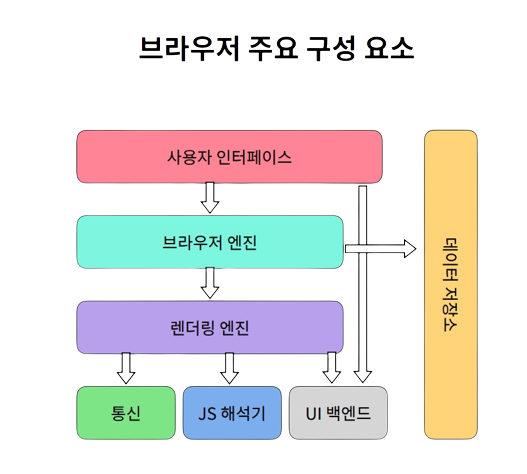 브라우저 주요 구성 요소
사용자 인터페이스
브라우저 엔진
데이터 저장소
렌더링 엔진
통신
JS 해석기
UI 백엔드